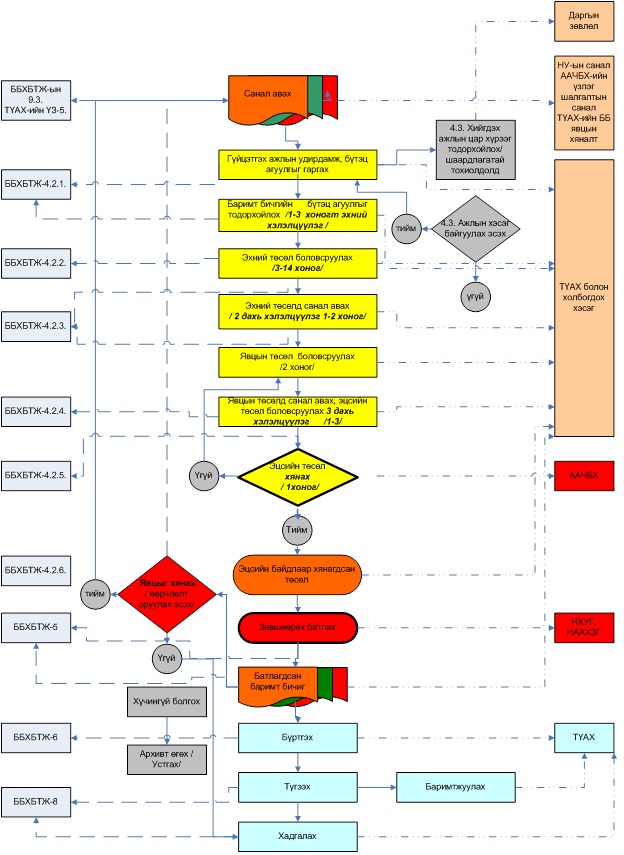 Даргын
зөвлөл
ББХБТЖ-ын
9.3.
ТҮАХ-ийн ҮЗ-5.
Санал авах
НУ-ын санал
ААЧБХ-ийн
үзлэг
шалгалтын
санал
ТҮАХ-ийн ББ
явцын
хяналт
4.3. Хийгдэх
ажлын цар хүрээг
тодорхойлох/
шаардлагатай
тохиолдолд
Гүйцэтгэх ажлын удирдамж, бүтэц
агуулгыг гаргах
ББХБТЖ-4.2.1.
Баримт бичгийн бүтэц агуулгыг
тодорхойлох /1-3 хоногт эхний
хэлэлцүүлэг /
тийм
4.3. Ажлын хэсэг
байгуулах эсэх
ББХБТЖ-4.2.2.
Эхний төсөл боловсруулах
/3-14 хоног/
үгүй
ТҮАХ болон
холбогдох
хэсэг
ББХБТЖ-4.2.3.
Эхний төсөлд санал авах
/ 2 дахь хэлэлцүүлэг 1-2 хоног/
Явцын төсөл боловсруулах
/2 хоног/
ББХБТЖ-4.2.4.
Явцын төсөлд санал авах, эцсийн
төсөл боловсруулах 3 дахь
хэлэлцүүлэг /1-3/
ББХБТЖ-4.2.5.
Үгүй
Эцсийн төсөл
хянах
/ 1хоног/
ААЧБХ
Тийм
ББХБТЖ-4.2.6.
тийм
Явцыг хянах
/ өөрчлөлт
оруулах эсэх/
Эцсийн байдлаар хянагдсан
төсөл
ББХБТЖ-5
Зөвшөөрөх батлах
НХУГ,
НААХЭГ
Үгүй
Батлагдсан
баримт бичиг
Хүчингүй болгох
ББХБТЖ-6
Архивт өгөх /
Устгах/
Бүртгэх
ТҮАХ
ББХБТЖ-8
Түгээх
Баримтжуулах
Хадгалах